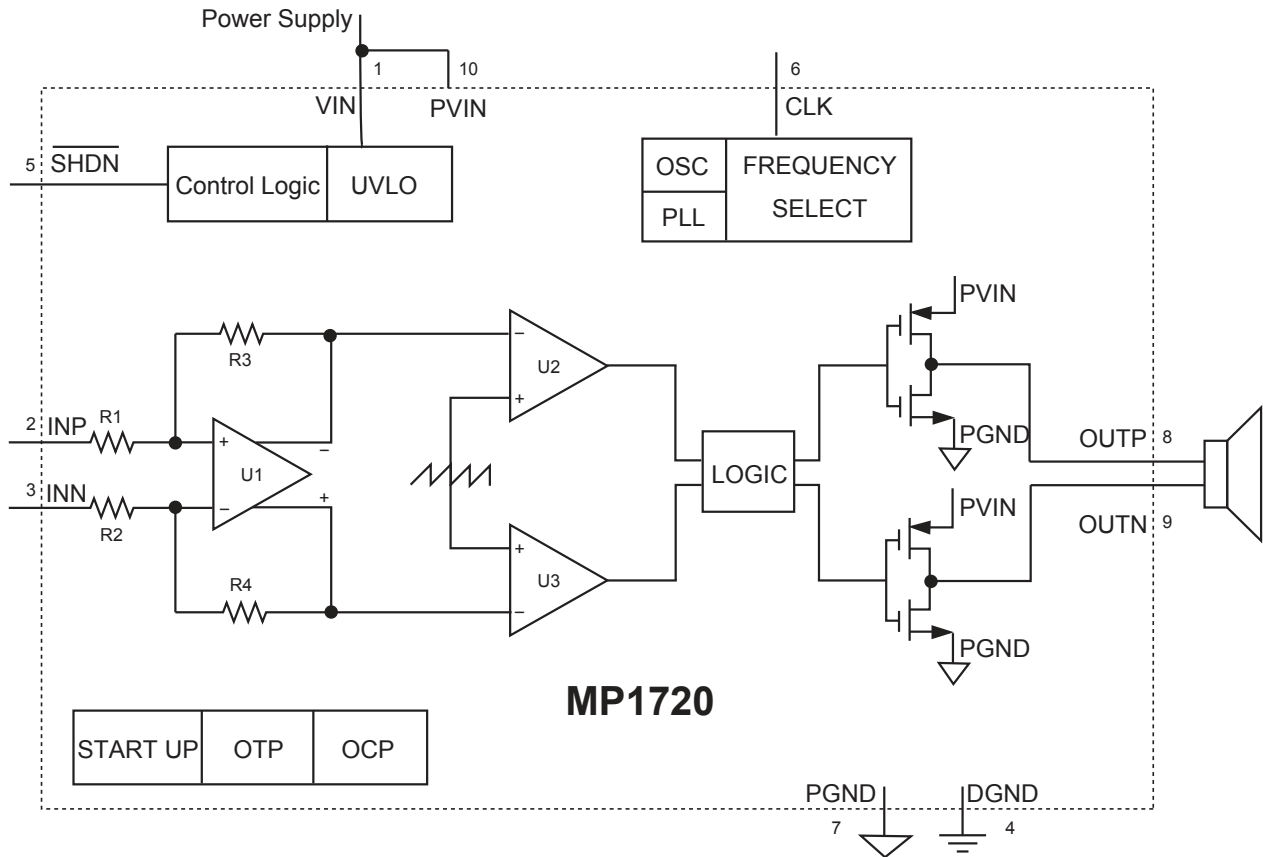 Power Supply
1
10
6
VIN
PVIN
CLK
5
SHDN
Control Logic
UVLO
OSC
PLL
FREQUENCY
SELECT
R3
−
U2
+
PVIN
PGND
2
INP
R1
+
−
U1
3
INN
R2
−
+
R4
+
U3
−
LOGIC
OUTP
8
PVIN
OUTN
9
PGND
MP1720
START UP
OTP
OCP
PGND
7
DGND
4